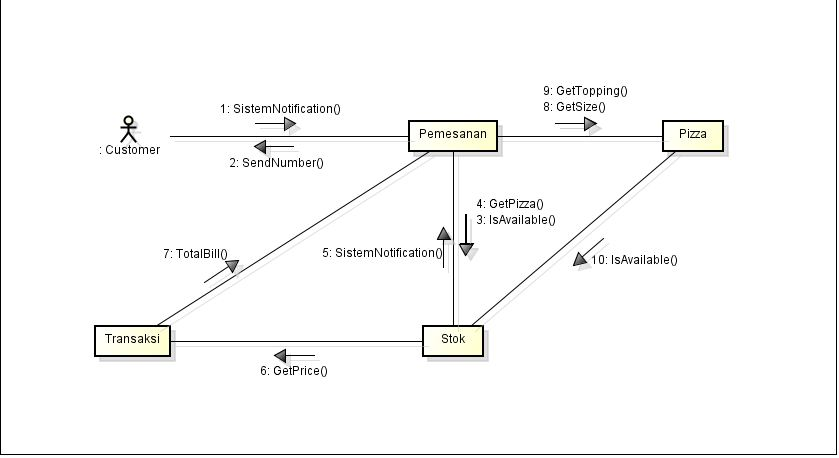 9: GetTopping()
8: GetSize()
1: SistemNotification()
Pemesanan
Pizza
: Customer
2: SendNumber()
4: GetPizza()
3: IsAvailable()
7: TotalBill()
5: SistemNotification()
10: IsAvailable()
Transaksi
Stok
6: GetPrice()